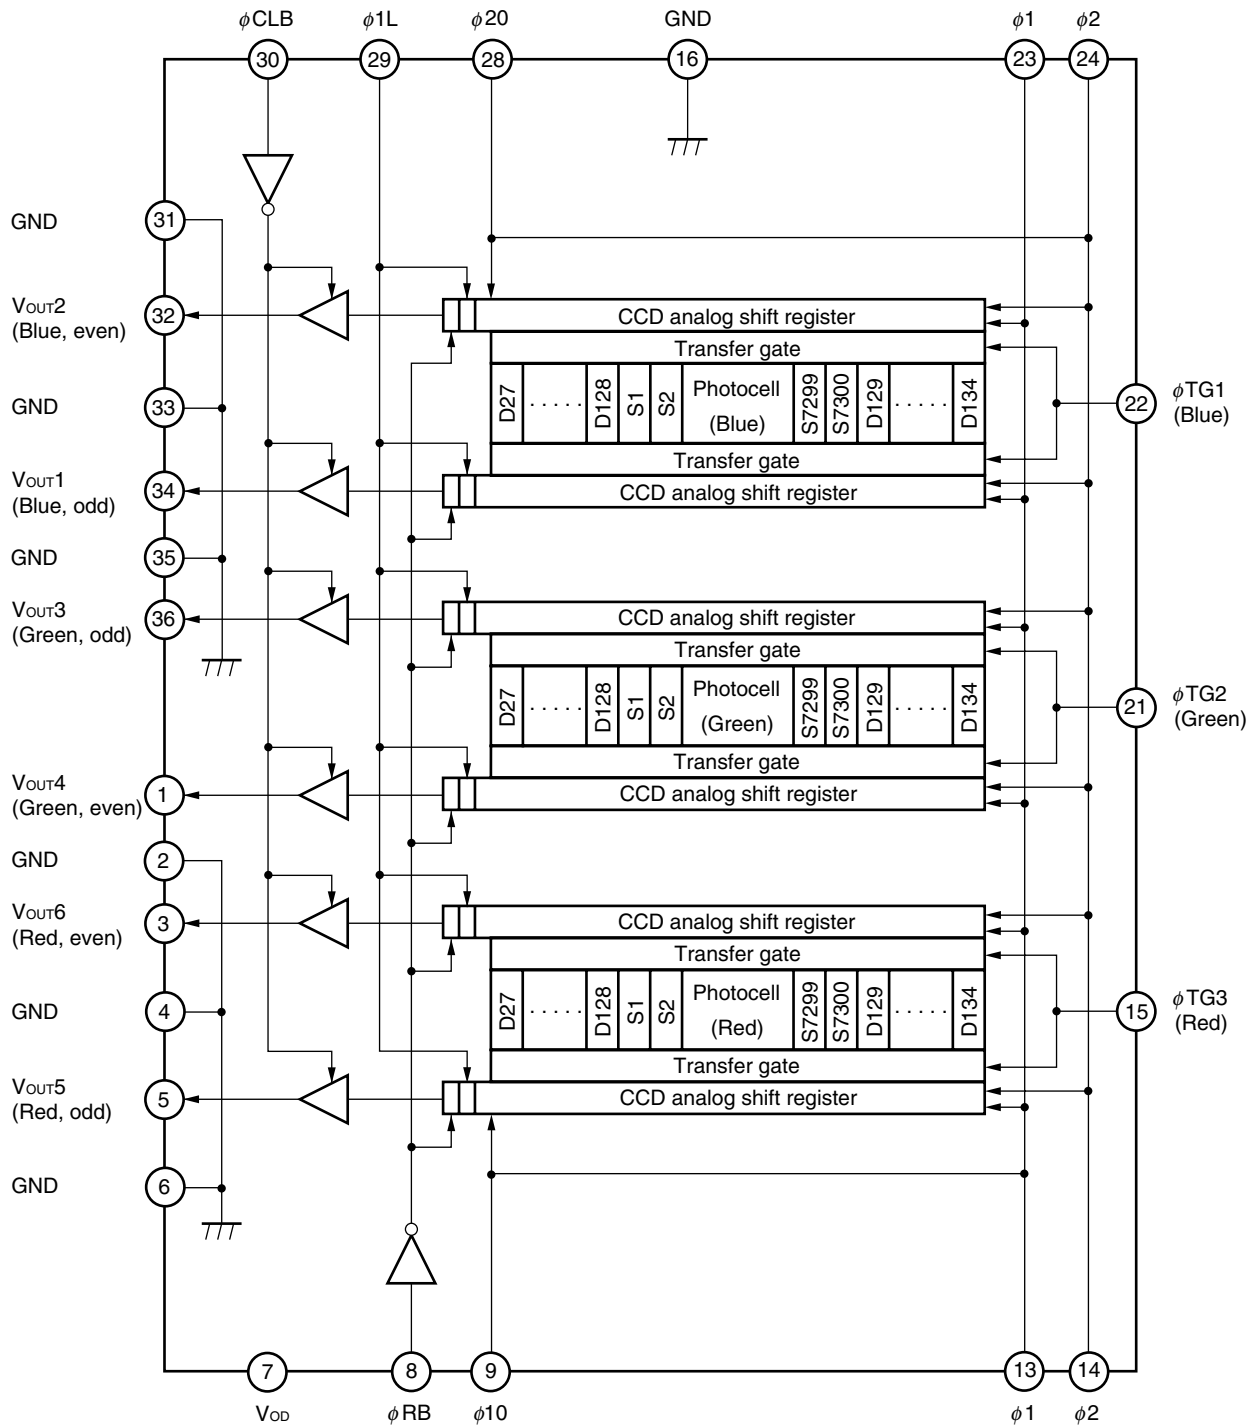 ϕCLB ϕ1L ϕ20 GND ϕ1 ϕ2
30 29 28 16 23 24
GND 31
VOUT2 32
(Blue, even)
CCD analog shift register
Transfer gate
D27 ····· D128 S1 S2 Photocell (Blue) S7299 S7300 D129 ····· D134
GND 33
22 ϕTG1
(Blue)
Transfer gate
VOUT1 34
(Blue, odd)
CCD analog shift register
GND 35
VOUT3 36
(Green, odd)
CCD analog shift register
Transfer gate
D27 ····· D128 S1 S2 Photocell (Green) S7299 S7300 D129 ····· D134
21 ϕTG2
(Green)
Transfer gate
VOUT4 1
(Green, even)
CCD analog shift register
GND 2
VOUT6 3
(Red, even)
CCD analog shift register
Transfer gate
D27 ····· D128 S1 S2 Photocell (Red) S7299 S7300 D129 ····· D134
GND 4
15 ϕTG3
(Red)
Transfer gate
VOUT5 5
(Red, odd)
CCD analog shift register
GND 6
7 8 9 13 14
VOD ϕRB ϕ10 ϕ1 ϕ2